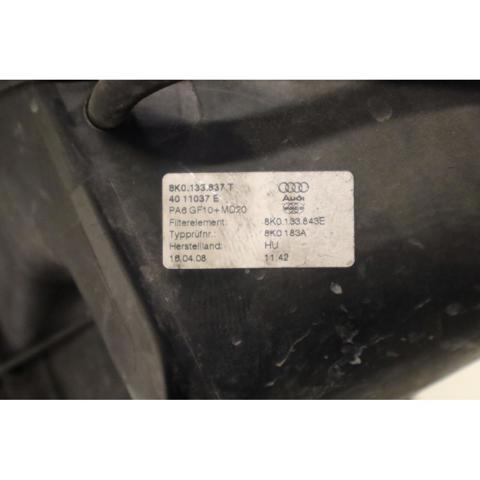 8K0.133.837 T
40 11037 E Audi
PA6 GF10+MD20
Filterelement: 8K0.133.843E
Typprüfnr.: 8K0 183A
Herstelland: HU
16.04.08 11:42